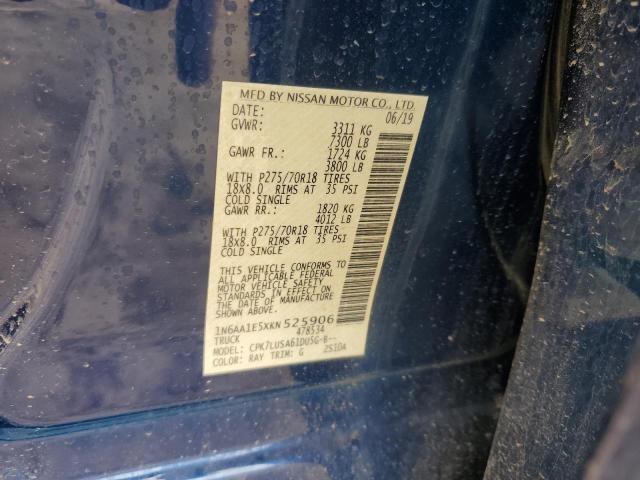 MFD BY NISSAN MOTOR CO., LTD.
DATE: 06/19
GVWR: 3311 KG
7300 LB
GAWR FR.: 1724 KG
3800 LB
WITH P275/70R18 TIRES
18X8.0 RIMS AT 35 PSI
COLD SINGLE
GAWR RR.: 1820 KG
4012 LB
WITH P275/70R18 TIRES
18X8.0 RIMS AT 35 PSI
COLD SINGLE
THIS VEHICLE CONFORMS TO
ALL APPLICABLE FEDERAL
MOTOR VEHICLE SAFETY
STANDARDS IN EFFECT ON
THE DATE OF MANUFACTURE
SHOWN ABOVE.
1N6AA1E5XKN525906
TRUCK 478534
MODEL: CPK7LUSA61DU5G-B--
COLOR: RAY TRIM: G 2SIDA